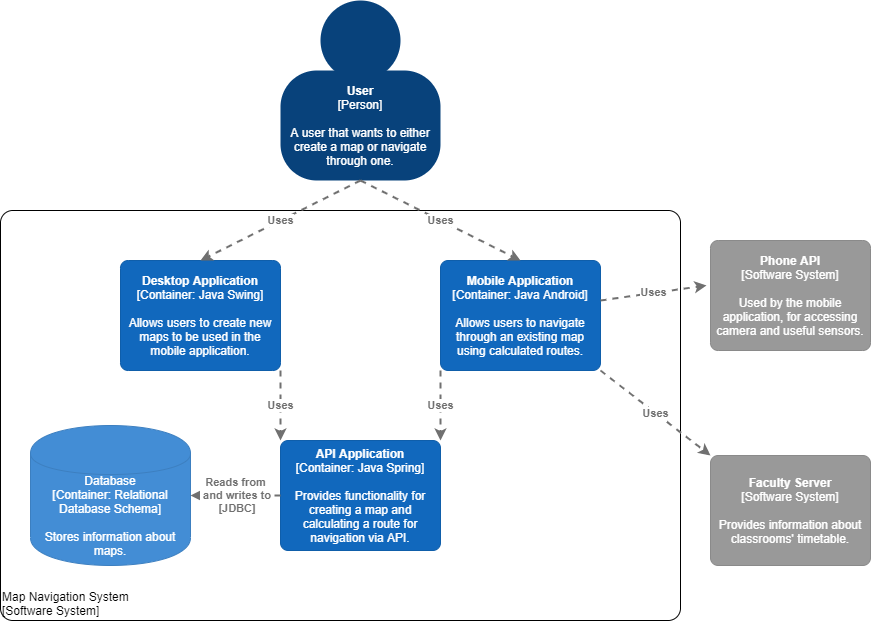 User
[Person]
A user that wants to either
create a map or navigate
through one.
Uses
Uses
Desktop Application
[Container: Java Swing]
Allows users to create new
maps to be used in the
mobile application.
Mobile Application
[Container: Java Android]
Allows users to navigate
through an existing map
using calculated routes.
Uses
Phone API
[Software System]
Used by the mobile
application, for accessing
camera and useful sensors.
Uses
Uses
Uses
Database
[Container: Relational
Database Schema]
Stores information about
maps.
Reads from
and writes to
[JDBC]
API Application
[Container: Java Spring]
Provides functionality for
creating a map and
calculating a route for
navigation via API.
Faculty Server
[Software System]
Provides information about
classrooms' timetable.
Map Navigation System
[Software System]